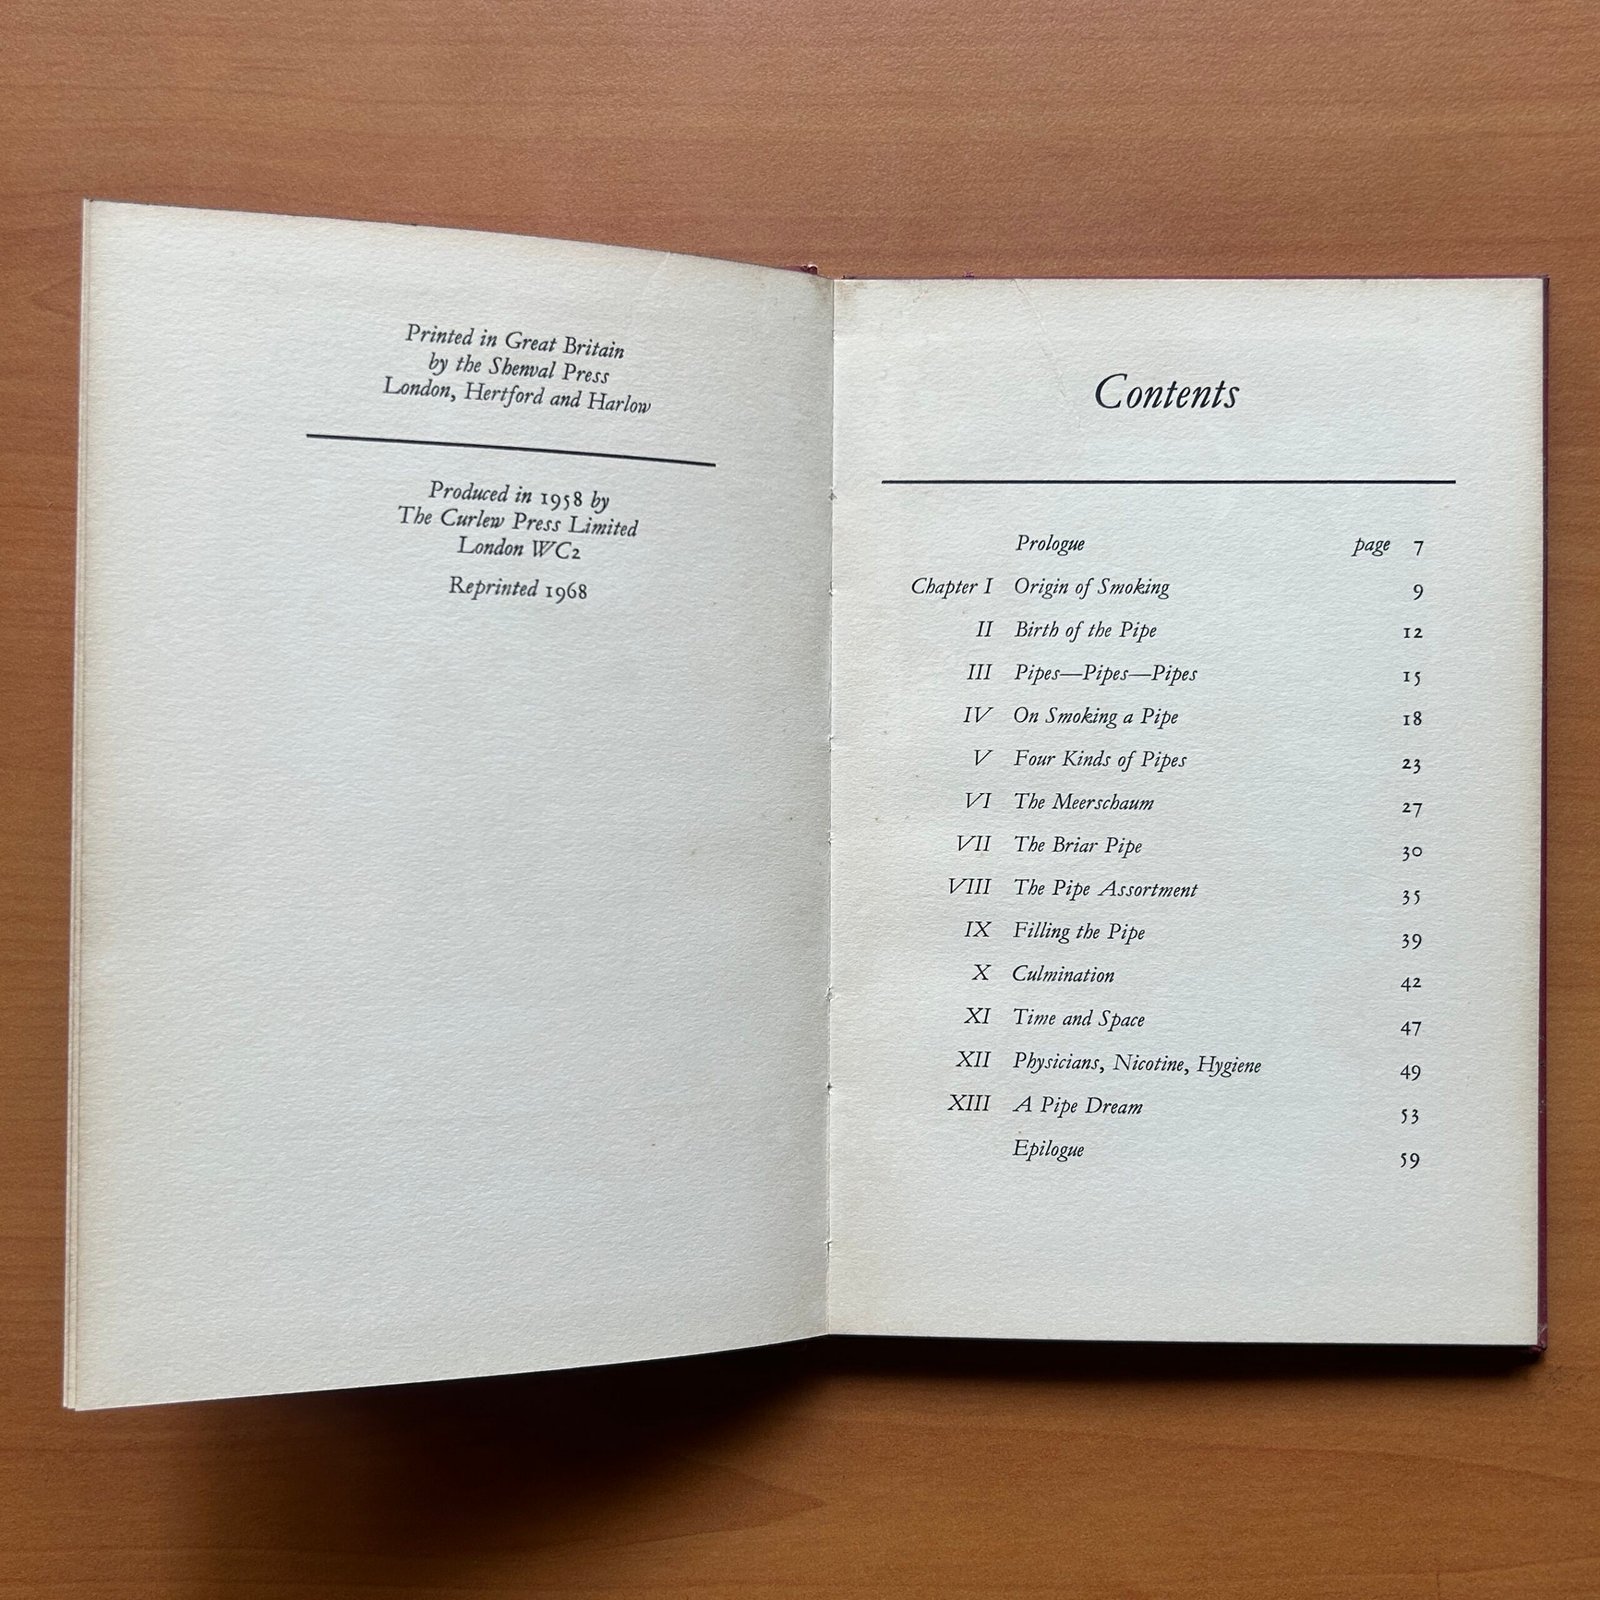 Printed in Great Britain
by the Shenval Press
London, Hertford and Harlow
Produced in 1958 by
The Curlew Press Limited
London WC2
Reprinted 1968
Contents
Prologue page 7
Chapter I Origin of Smoking 9
II Birth of the Pipe 12
III Pipes—Pipes—Pipes 15
IV On Smoking a Pipe 18
V Four Kinds of Pipes 23
VI The Meerschaum 27
VII The Briar Pipe 30
VIII The Pipe Assortment 35
IX Filling the Pipe 39
X Culmination 42
XI Time and Space 47
XII Physicians, Nicotine, Hygiene 49
XIII A Pipe Dream 53
Epilogue 59